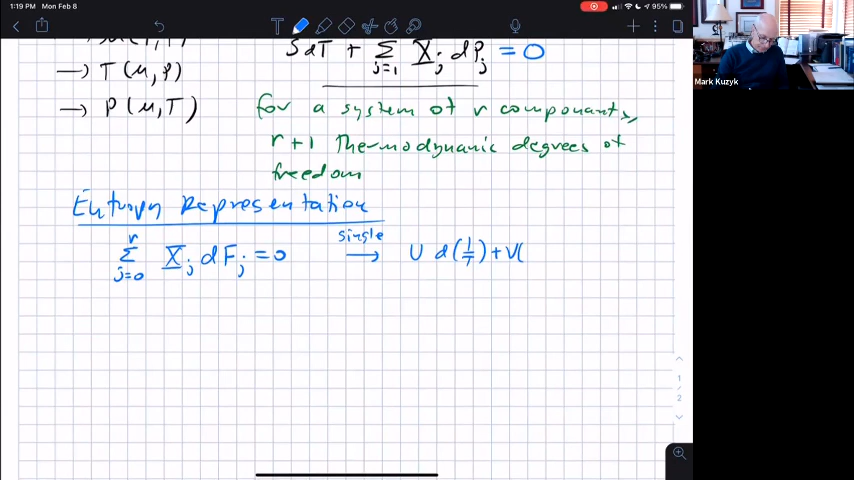 1:19 PM Mon Feb 8
95%
SdT + Σ_{j=1} X_j dP_j = 0
→ T(μ,P)
→ P(μ,T)
for a system of r components,
r+1 Thermodynamic degrees of
freedom
Entropy Representation
Σ_{j=0}^{r} X_j dF_j = 0 single → U d(1/T) + V(
Mark Kuzyk
1
2